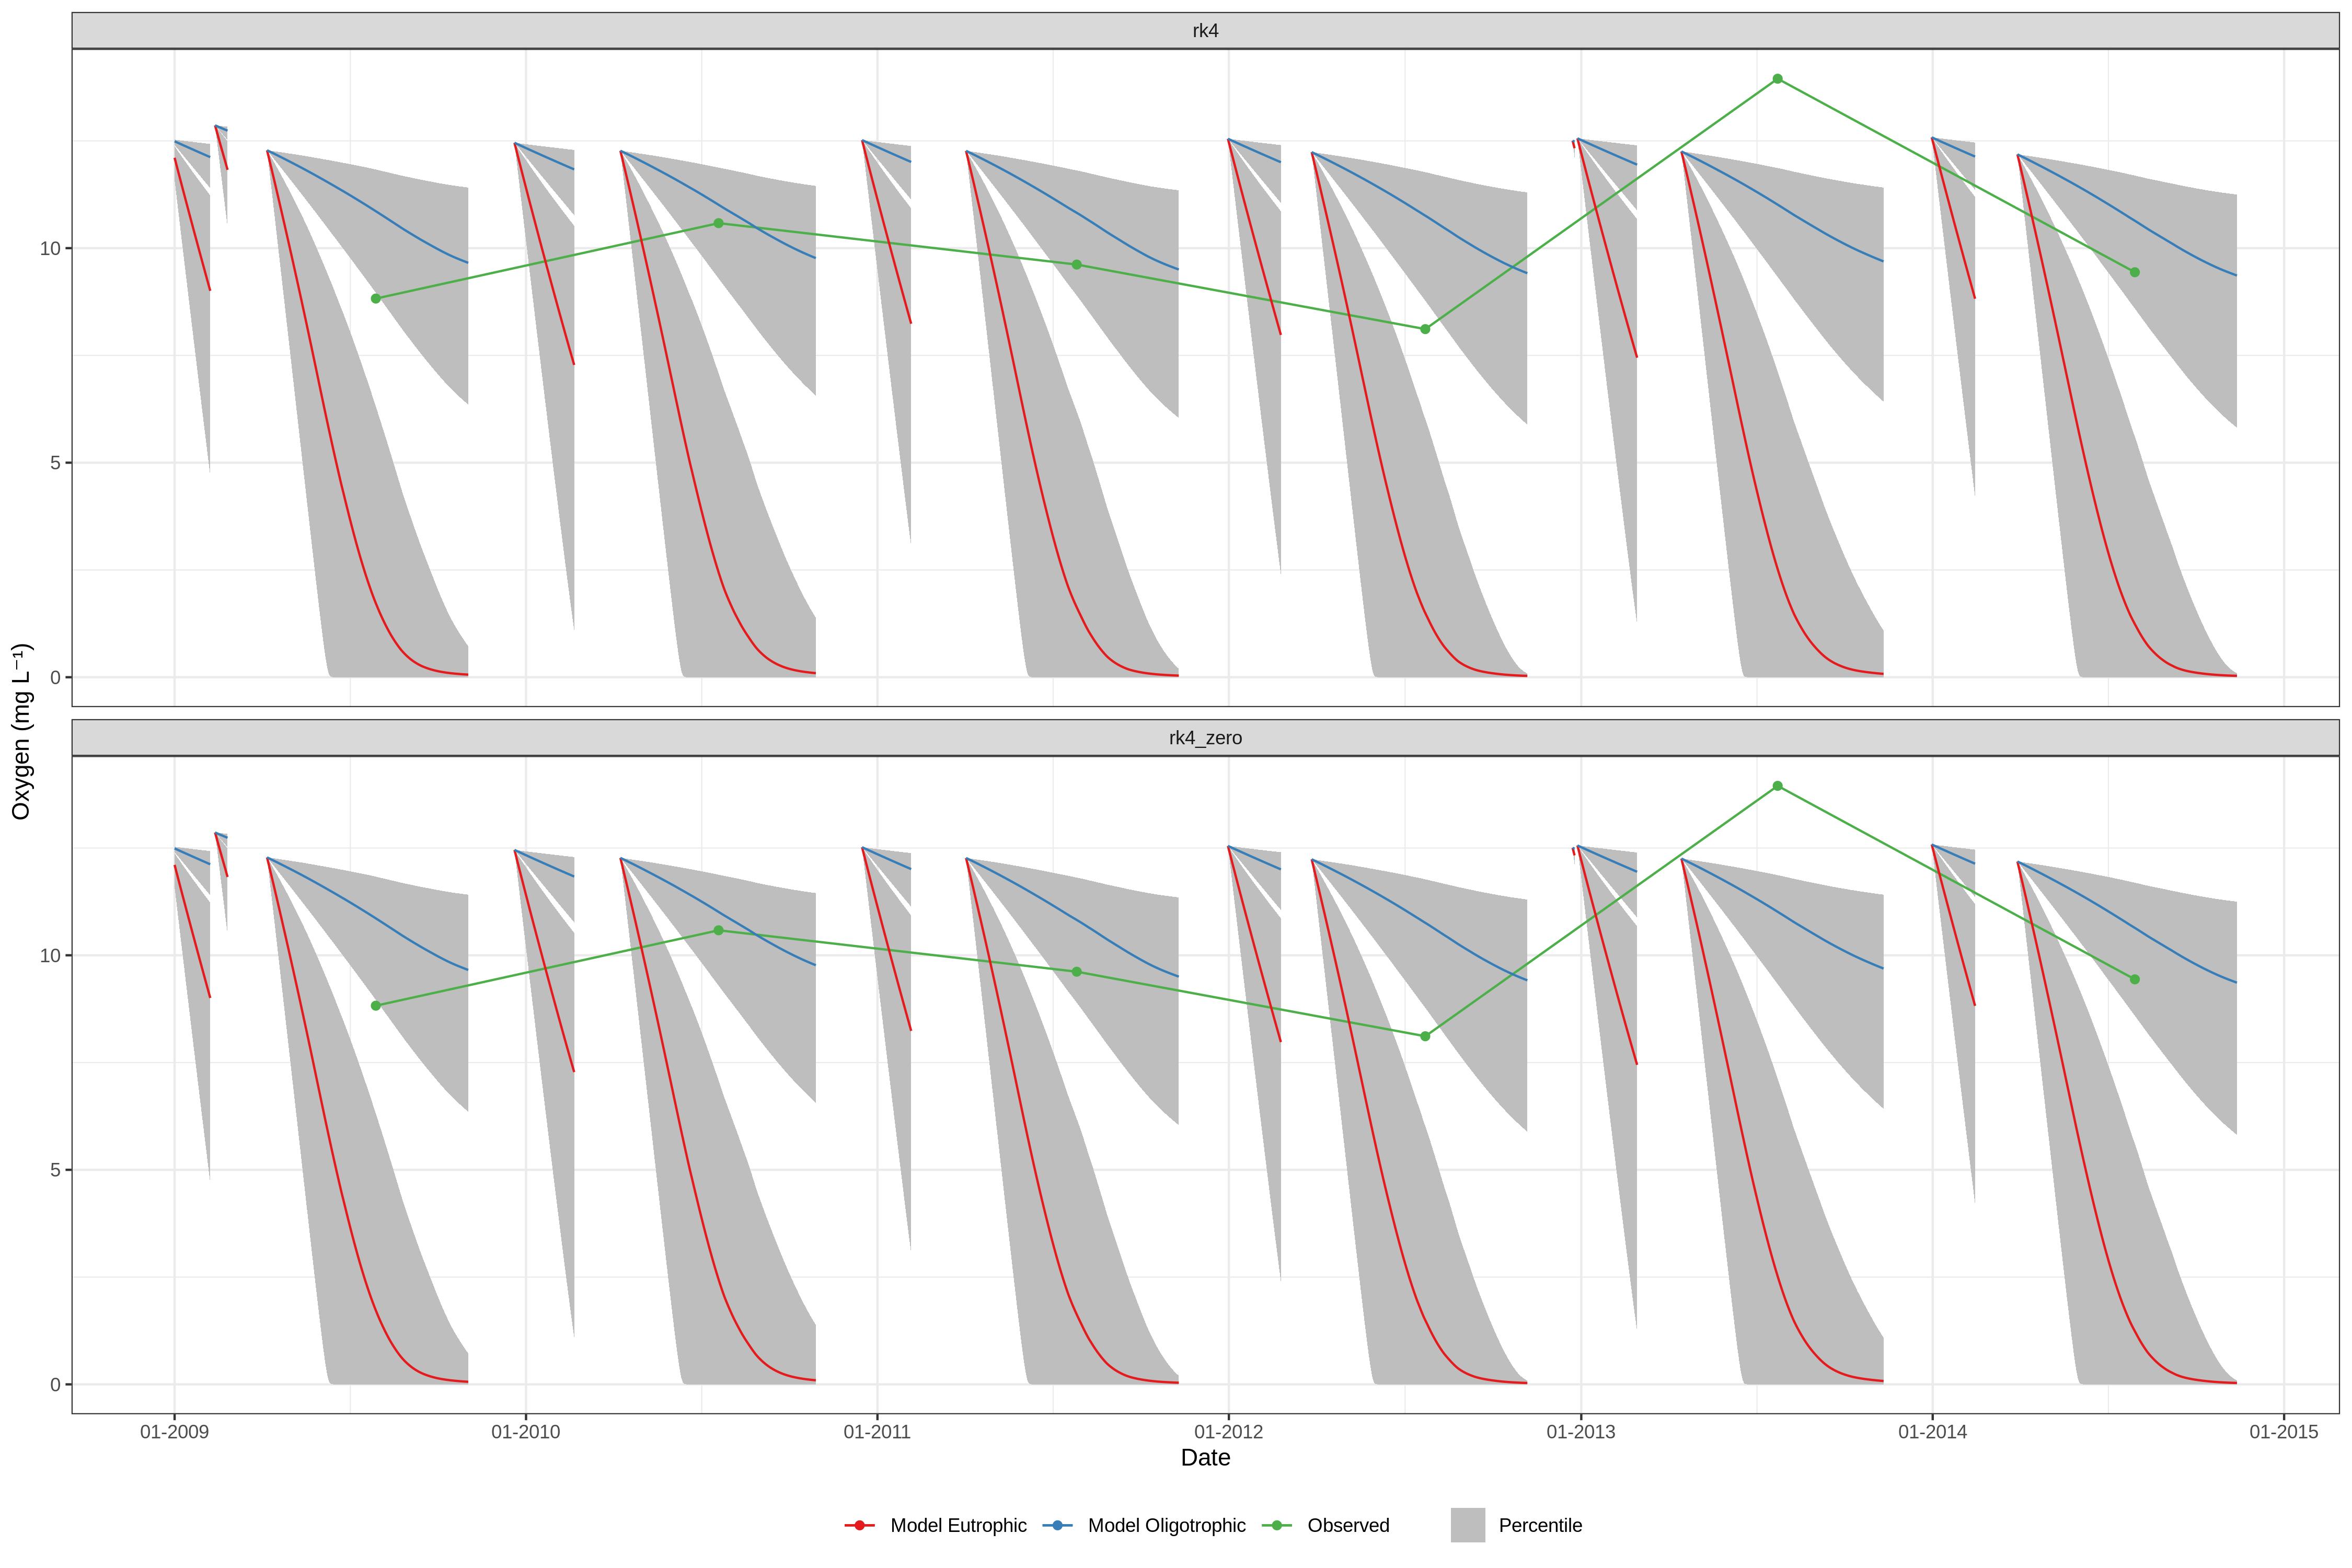 rk4
10
5
0
Oxygen (mg L⁻¹)
rk4_zero
10
5
0
01-2009 01-2010 01-2011 01-2012 01-2013 01-2014 01-2015
Date
Model Eutrophic Model Oligotrophic Observed Percentile